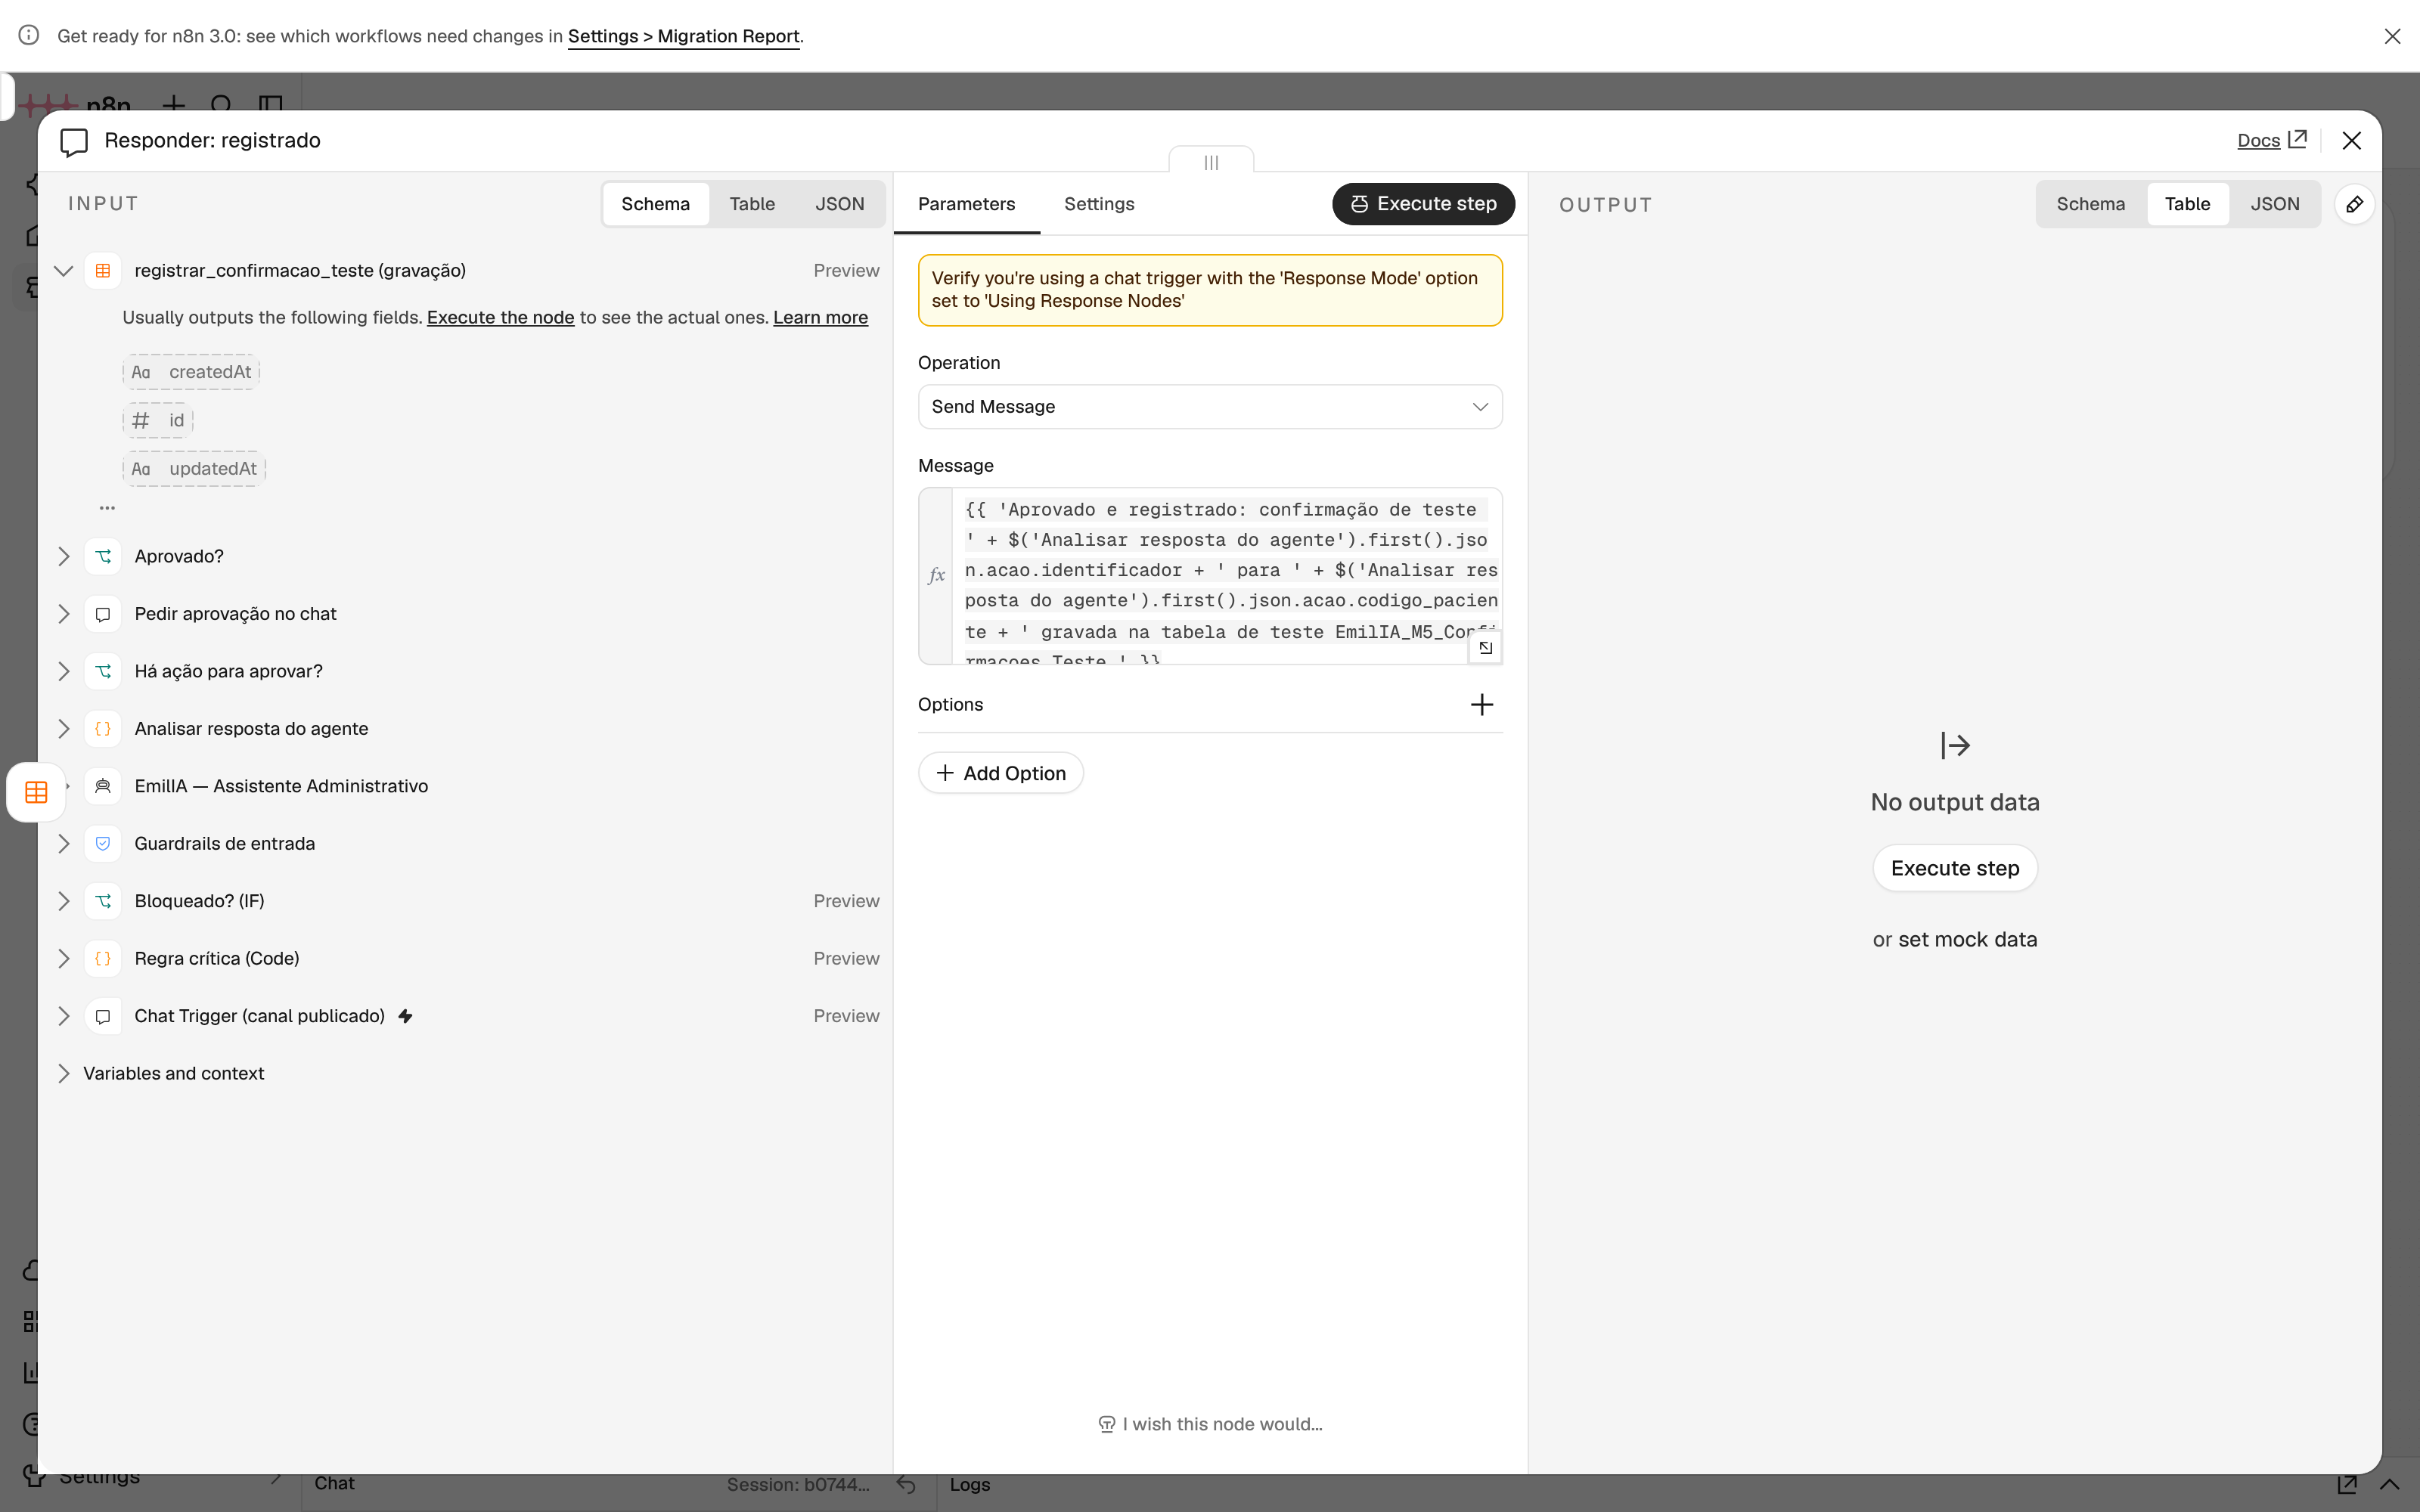 Get ready for n8n 3.0: see which workflows need changes in Settings > Migration Report.
n8n
Responder: registrado
Docs
INPUT
Schema
Table
JSON
registrar_confirmacao_teste (gravação)
Preview
Usually outputs the following fields. Execute the node to see the actual ones. Learn more
Aa createdAt
# id
Aa updatedAt
...
Aprovado?
Pedir aprovação no chat
Há ação para aprovar?
Analisar resposta do agente
EmilIA — Assistente Administrativo
Guardrails de entrada
Bloqueado? (IF)
Preview
Regra crítica (Code)
Preview
Chat Trigger (canal publicado)
Preview
Variables and context
Parameters
Settings
Execute step
Verify you're using a chat trigger with the 'Response Mode' option
set to 'Using Response Nodes'
Operation
Send Message
Message
fx
{{ 'Aprovado e registrado: confirmação de teste
' + $('Analisar resposta do agente').first().jso
n.acao.identificador + ' para ' + $('Analisar res
posta do agente').first().json.acao.codigo_pacien
te + ' gravada na tabela de teste EmilIA_M5_Confi
rmacoes_Teste.' }}
Options
Add Option
I wish this node would...
OUTPUT
Schema
Table
JSON
No output data
Execute step
or set mock data
Settings
Chat
Session: b0744...
Logs